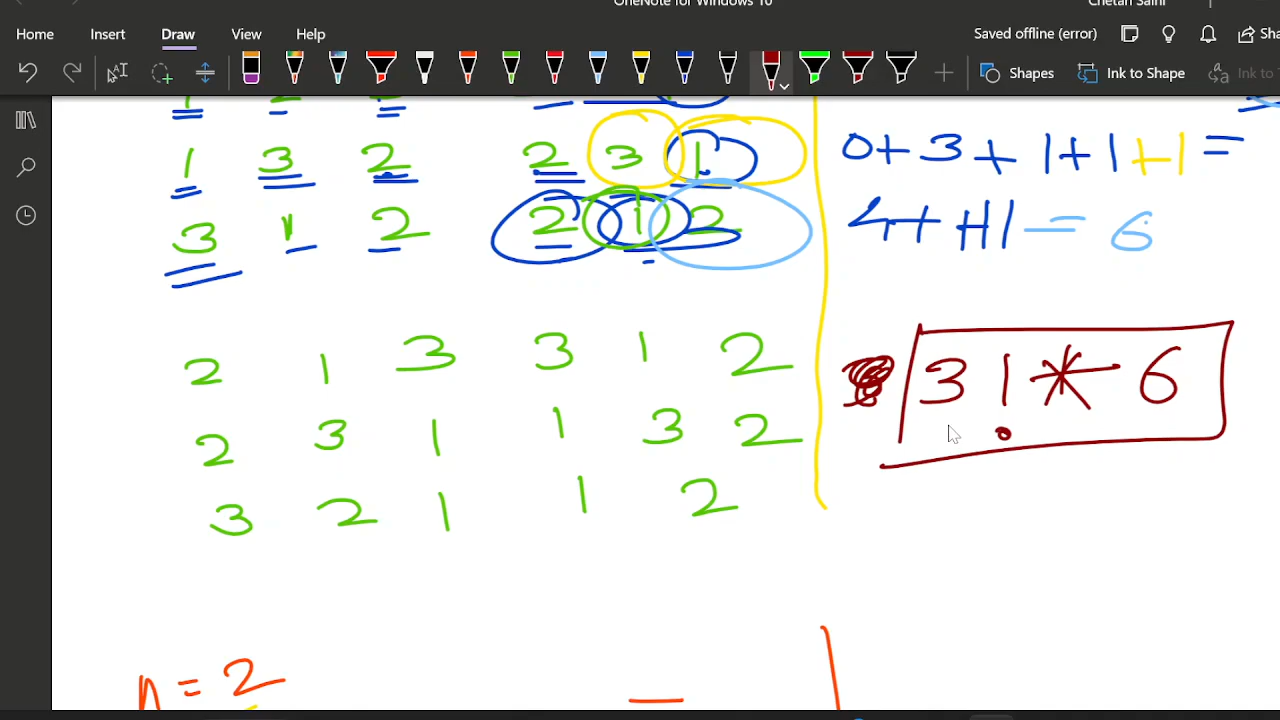 OneNote for Windows 10
Chetan Saini
Home Insert Draw View Help
Saved offline (error)
Shapes Ink to Shape Ink to
1 3 2 2 3 1
3 1 2 2 1 2
0+3+1+1+1=
4+1+1=6
2 1 3 3 1 2
2 3 1 1 3 2
3 2 1 1 2
3!*6
n=2